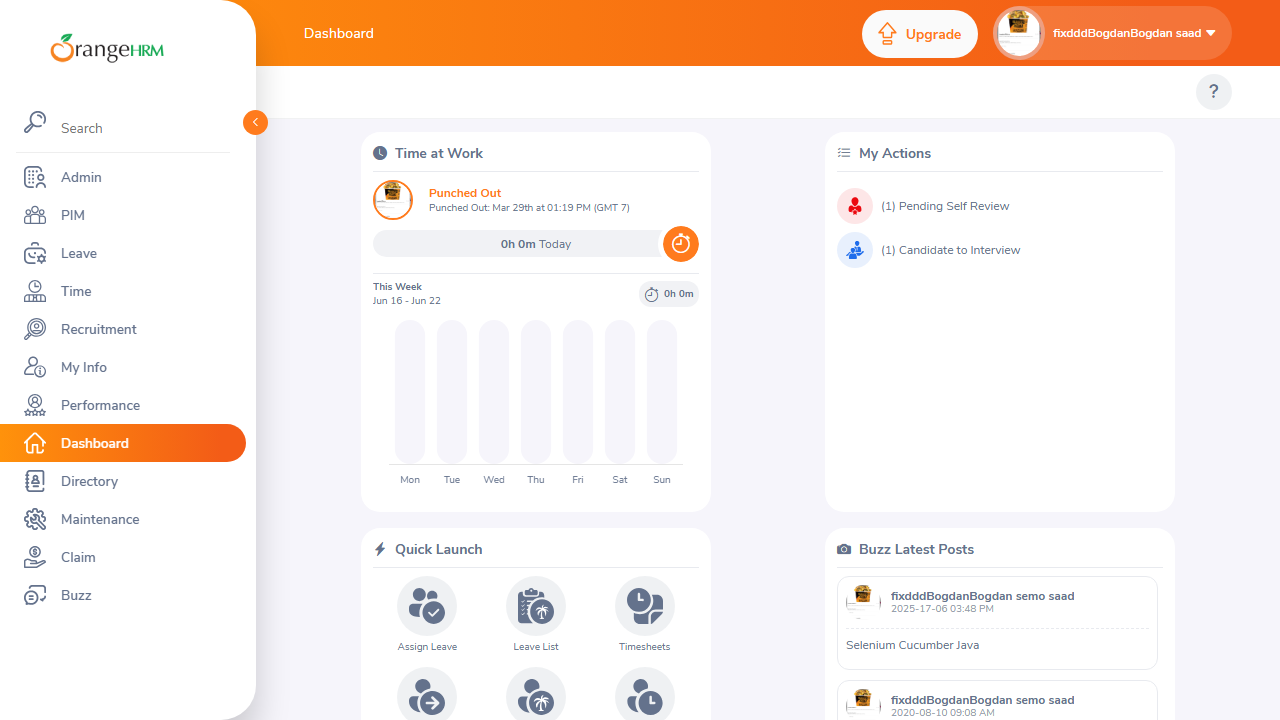 OrangeHRM
Dashboard
Upgrade
fixdddBogdanBogdan saad
?
Search
Admin
PIM
Leave
Time
Recruitment
My Info
Performance
Dashboard
Directory
Maintenance
Claim
Buzz
Time at Work
Punched Out
Punched Out: Mar 29th at 01:19 PM (GMT 7)
0h 0m Today
This Week
Jun 16 - Jun 22
0h 0m
Mon Tue Wed Thu Fri Sat Sun
My Actions
(1) Pending Self Review
(1) Candidate to Interview
Quick Launch
Assign Leave
Leave List
Timesheets
Buzz Latest Posts
fixdddBogdanBogdan semo saad
2025-17-06 03:48 PM
Selenium Cucumber Java
fixdddBogdanBogdan semo saad
2020-08-10 09:08 AM